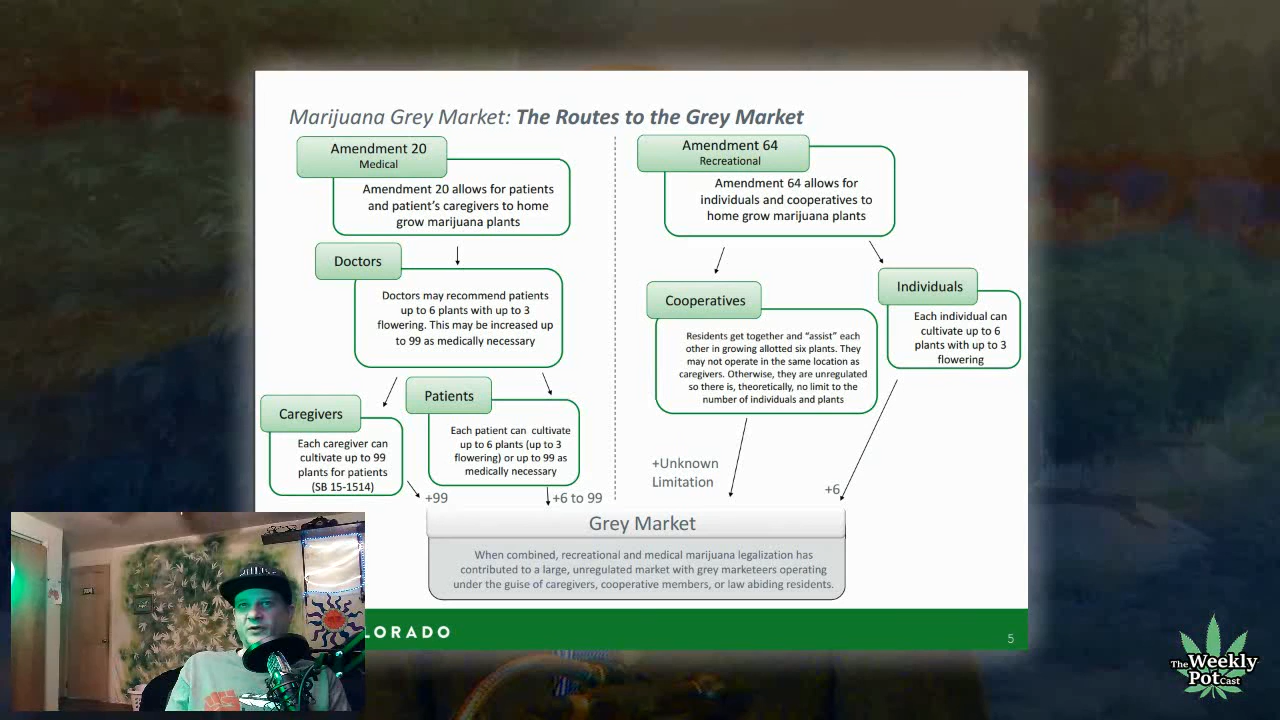 Marijuana Grey Market: The Routes to the Grey Market
Amendment 20
Medical
Amendment 20 allows for patients
and patient's caregivers to home
grow marijuana plants
Doctors
Doctors may recommend patients
up to 6 plants with up to 3
flowering. This may be increased up
to 99 as medically necessary
Caregivers
Each caregiver can
cultivate up to 99
plants for patients
(SB 15-1514)
+99
Patients
Each patient can cultivate
up to 6 plants (up to 3
flowering) or up to 99 as
medically necessary
+6 to 99
Amendment 64
Recreational
Amendment 64 allows for
individuals and cooperatives to
home grow marijuana plants
Cooperatives
Residents get together and “assist” each
other in growing allotted six plants. They
may not operate in the same location as
caregivers. Otherwise, they are unregulated
so there is, theoretically, no limit to the
number of individuals and plants
+Unknown
Limitation
Individuals
Each individual can
cultivate up to 6
plants with up to 3
flowering
+6
Grey Market
When combined, recreational and medical marijuana legalization has
contributed to a large, unregulated market with grey marketeers operating
under the guise of caregivers, cooperative members, or law abiding residents.
LORADO
5
The Weekly
PotCast